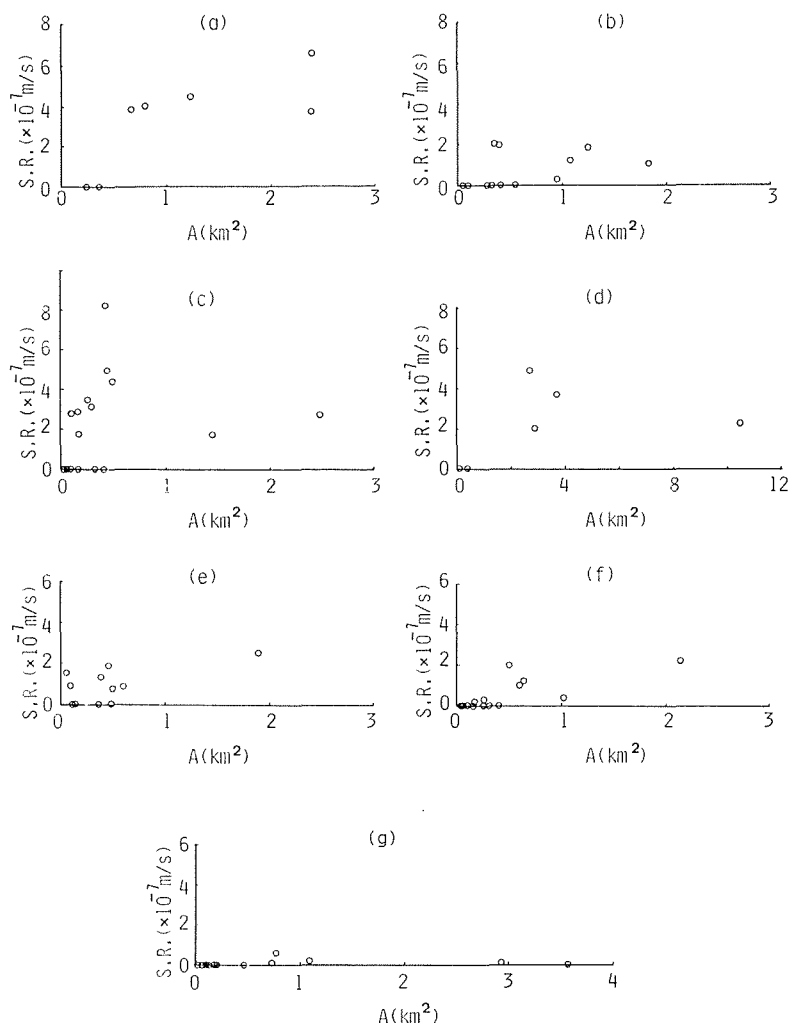 (a)
8
6
4
2
0
S.R.(×10⁻⁷m/s)
0 1 2 3
A(km²)
(b)
8
6
4
2
0
S.R.(×10⁻⁷m/s)
0 1 2 3
A(km²)
(c)
8
6
4
2
0
S.R.(×10⁻⁷m/s)
0 1 2 3
A(km²)
(d)
8
6
4
2
0
S.R.(×10⁻⁷m/s)
0 4 8 12
A(km²)
(e)
6
4
2
0
S.R.(×10⁻⁷m/s)
0 1 2 3
A(km²)
(f)
6
4
2
0
S.R.(×10⁻⁷m/s)
0 1 2 3
A(km²)
(g)
6
4
2
0
S.R.(×10⁻⁷m/s)
0 1 2 3 4
A(km²)